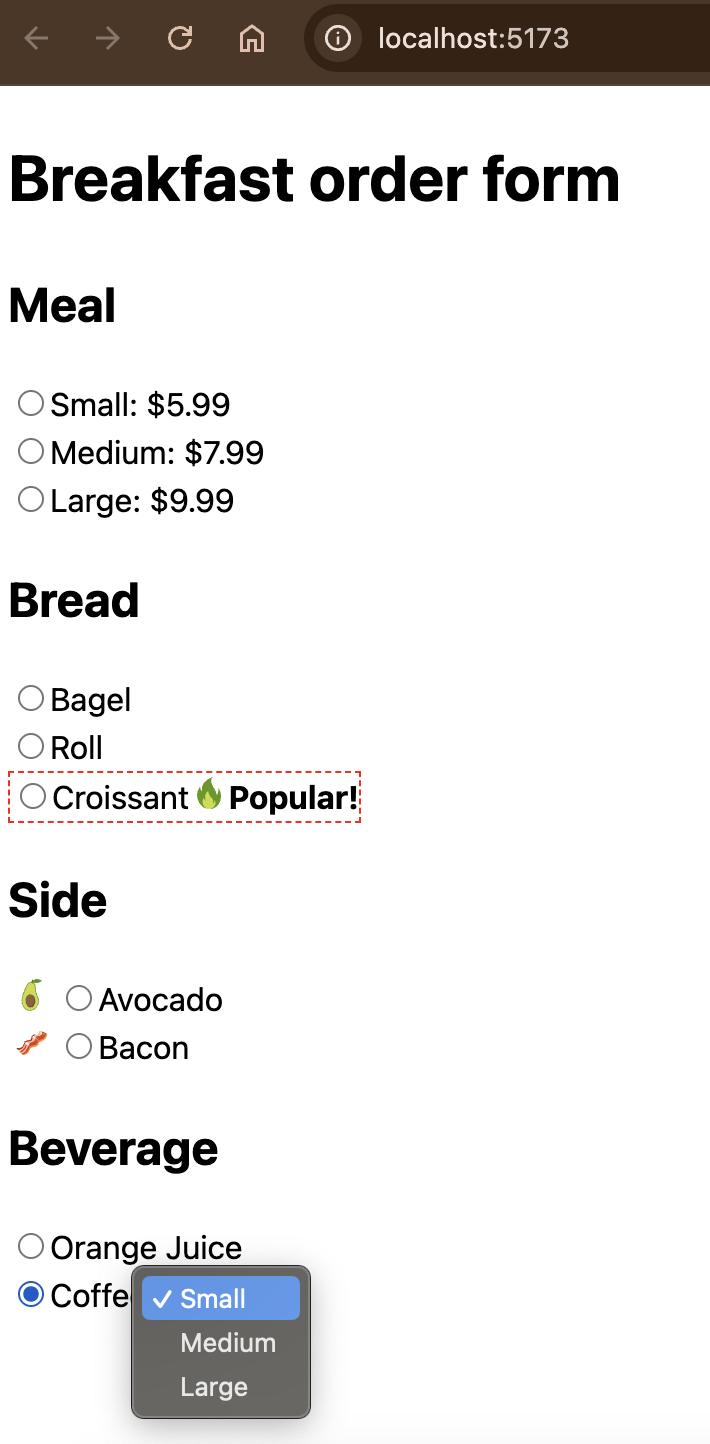 localhost:5173
Breakfast order form
Meal
Small: $5.99
Medium: $7.99
Large: $9.99
Bread
Bagel
Roll
Croissant Popular!
Side
Avocado
Bacon
Beverage
Orange Juice
Coffe Small
Medium
Large